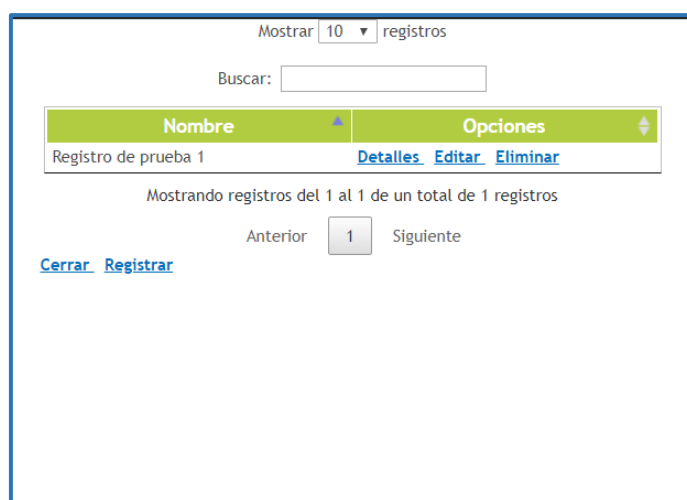 Mostrar 10 registros
Buscar:
Nombre Opciones
Registro de prueba 1 Detalles Editar Eliminar
Mostrando registros del 1 al 1 de un total de 1 registros
Anterior 1 Siguiente
Cerrar Registrar